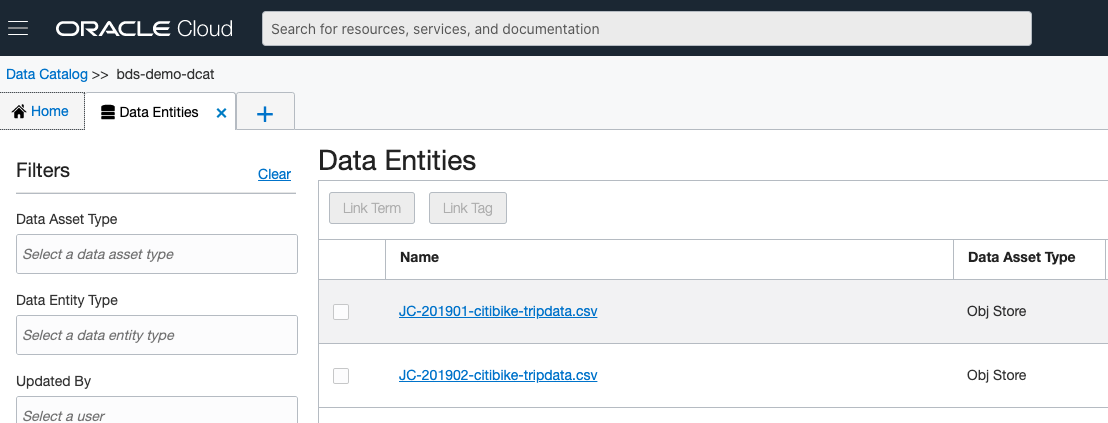 ORACLE Cloud
Search for resources, services, and documentation
Data Catalog >> bds-demo-dcat
Home
Data Entities
Filters
Clear
Data Asset Type
Select a data asset type
Data Entity Type
Select a data entity type
Updated By
Select a user
Data Entities
Link Term
Link Tag
Name
Data Asset Type
JC-201901-citibike-tripdata.csv
Obj Store
JC-201902-citibike-tripdata.csv
Obj Store